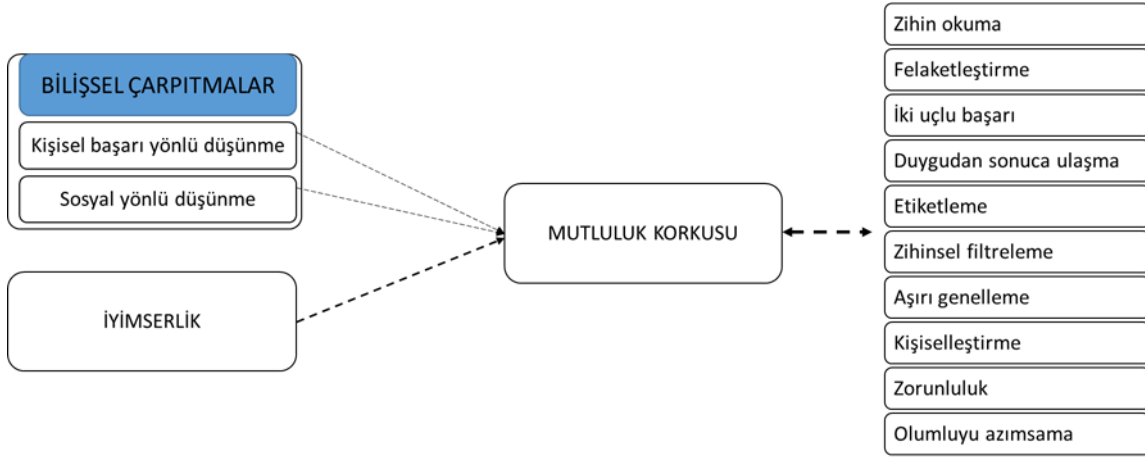 BİLİŞSEL ÇARPITMALAR
Kişisel başarı yönlü düşünme
Sosyal yönlü düşünme
İYİMSERLİK
MUTLULUK KORKUSU
Zihin okuma
Felaketleştirme
İki uçlu başarı
Duygudan sonuca ulaşma
Etiketleme
Zihinsel filtreleme
Aşırı genelleme
Kişiselleştirme
Zorunluluk
Olumluyu azımsama